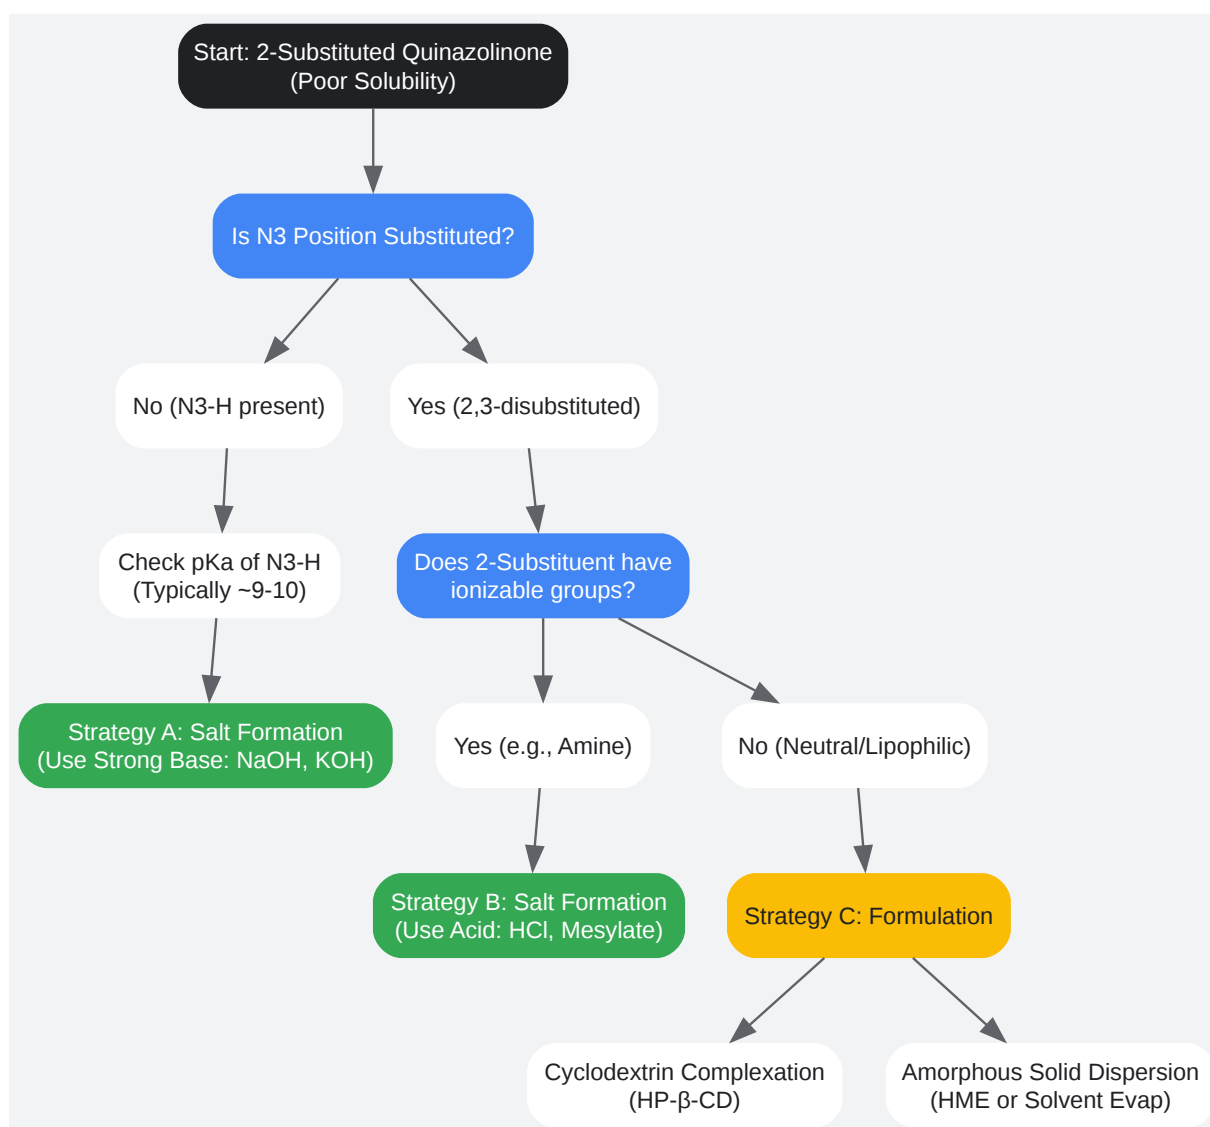 Start: 2-Substituted Quinazolinone
(Poor Solubility)
Is N3 Position Substituted?
No (N3-H present)
Yes (2,3-disubstituted)
Check pKa of N3-H
(Typically ~9-10)
Does 2-Substituent have
ionizable groups?
Strategy A: Salt Formation
(Use Strong Base: NaOH, KOH)
Yes (e.g., Amine)
No (Neutral/Lipophilic)
Strategy B: Salt Formation
(Use Acid: HCl, Mesylate)
Strategy C: Formulation
Cyclodextrin Complexation
(HP-β-CD)
Amorphous Solid Dispersion
(HME or Solvent Evap)